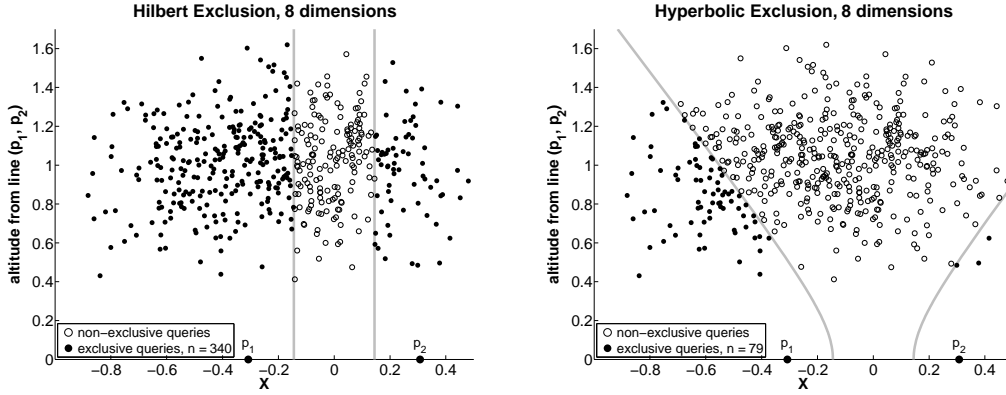 Hilbert Exclusion, 8 dimensions
altitude from line (p1, p2)
1.6
1.4
1.2
1
0.8
0.6
0.4
0.2
0
non-exclusive queries
exclusive queries, n = 340
p1
p2
−0.8
−0.6
−0.4
−0.2
0
0.2
0.4
X
Hyperbolic Exclusion, 8 dimensions
altitude from line (p1, p2)
1.6
1.4
1.2
1
0.8
0.6
0.4
0.2
0
non-exclusive queries
exclusive queries, n = 79
p1
p2
−0.8
−0.6
−0.4
−0.2
0
0.2
0.4
X